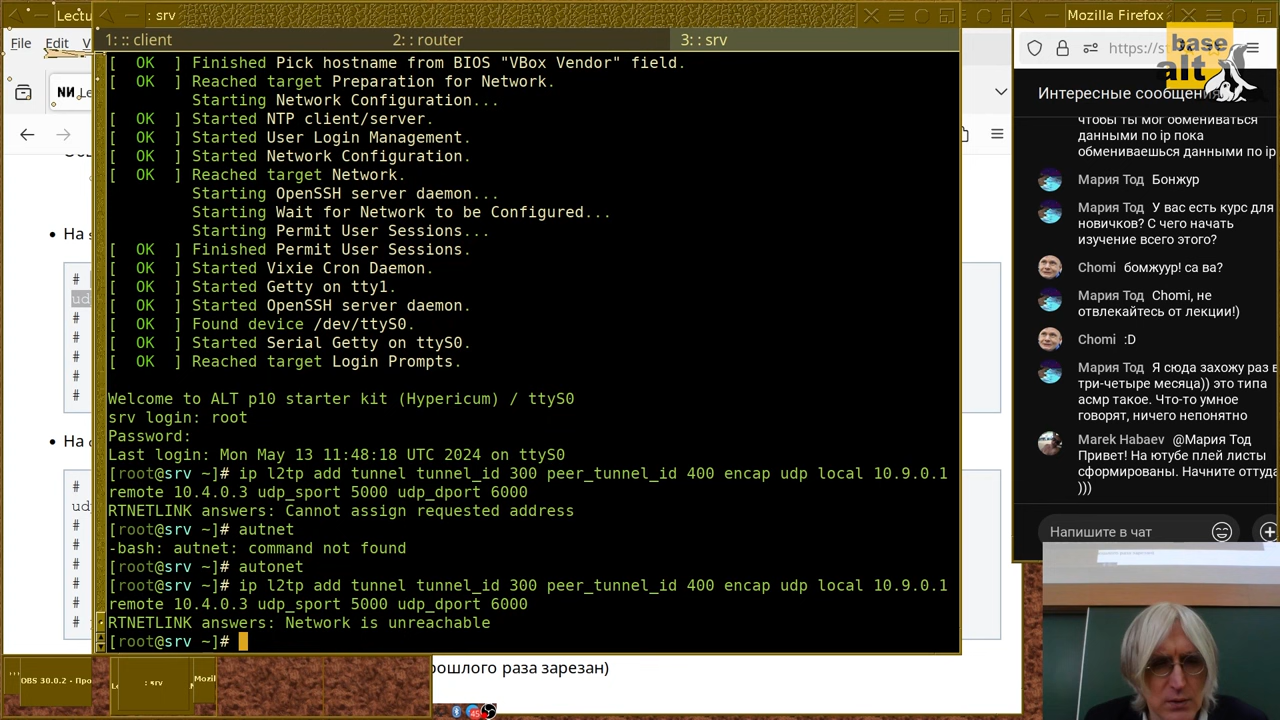 Lectu
: srv
Mozilla Firefox
File Edit V
1: :: client
2: : router
3: : srv
https://s
base
alt
Le
Интересные сообщения
[  OK  ] Finished Pick hostname from BIOS "VBox Vendor" field.
[  OK  ] Reached target Preparation for Network.
         Starting Network Configuration...
[  OK  ] Started NTP client/server.
[  OK  ] Started User Login Management.
[  OK  ] Started Network Configuration.
[  OK  ] Reached target Network.
         Starting OpenSSH server daemon...
         Starting Wait for Network to be Configured...
         Starting Permit User Sessions...
[  OK  ] Finished Permit User Sessions.
[  OK  ] Started Vixie Cron Daemon.
[  OK  ] Started Getty on tty1.
[  OK  ] Started OpenSSH server daemon.
[  OK  ] Found device /dev/ttyS0.
[  OK  ] Started Serial Getty on ttyS0.
[  OK  ] Reached target Login Prompts.
Welcome to ALT p10 starter kit (Hypericum) / ttyS0
srv login: root
Password:
Last login: Mon May 13 11:48:18 UTC 2024 on ttyS0
[root@srv ~]# ip l2tp add tunnel tunnel_id 300 peer_tunnel_id 400 encap udp local 10.9.0.1
remote 10.4.0.3 udp_sport 5000 udp_dport 6000
RTNETLINK answers: Cannot assign requested address
[root@srv ~]# autnet
-bash: autnet: command not found
[root@srv ~]# autonet
[root@srv ~]# ip l2tp add tunnel tunnel_id 300 peer_tunnel_id 400 encap udp local 10.9.0.1
remote 10.4.0.3 udp_sport 5000 udp_dport 6000
RTNETLINK answers: Network is unreachable
[root@srv ~]#
• На s
#
ud
#
#
#
#
#
• На
#
ud
#
#
#
#
#
#
рошлого раза зарезан)
чтобы ты мог обмениваться
данными по ip пока
обмениваешься данными по ip
Мария Тод Бонжур
Мария Тод У вас есть курс для
новичков? С чего начать
изучение всего этого?
Chomi бомжуур! са ва?
Мария Тод Chomi, не
отвлекайтесь от лекции!)
Chomi :D
Мария Тод Я сюда захожу раз в
три-четыре месяца)) это типа
асмр такое. Что-то умное
говорят, ничего непонятно
Marek Habaev @Мария Тод
Привет! На ютубе плей листы
сформированы. Начните оттуда
)))
Напишите в чат
DBS 30.0.2 - Про
: srv
Mozil